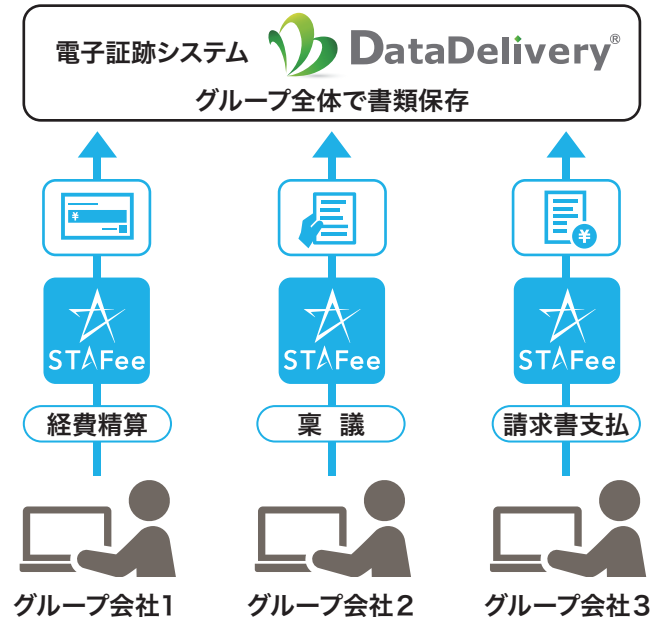 電子証跡システム DataDelivery®
グループ全体で書類保存
¥
¥
STAFee STAFee STAFee
経費精算 稟 議 請求書支払
グループ会社1 グループ会社2 グループ会社3